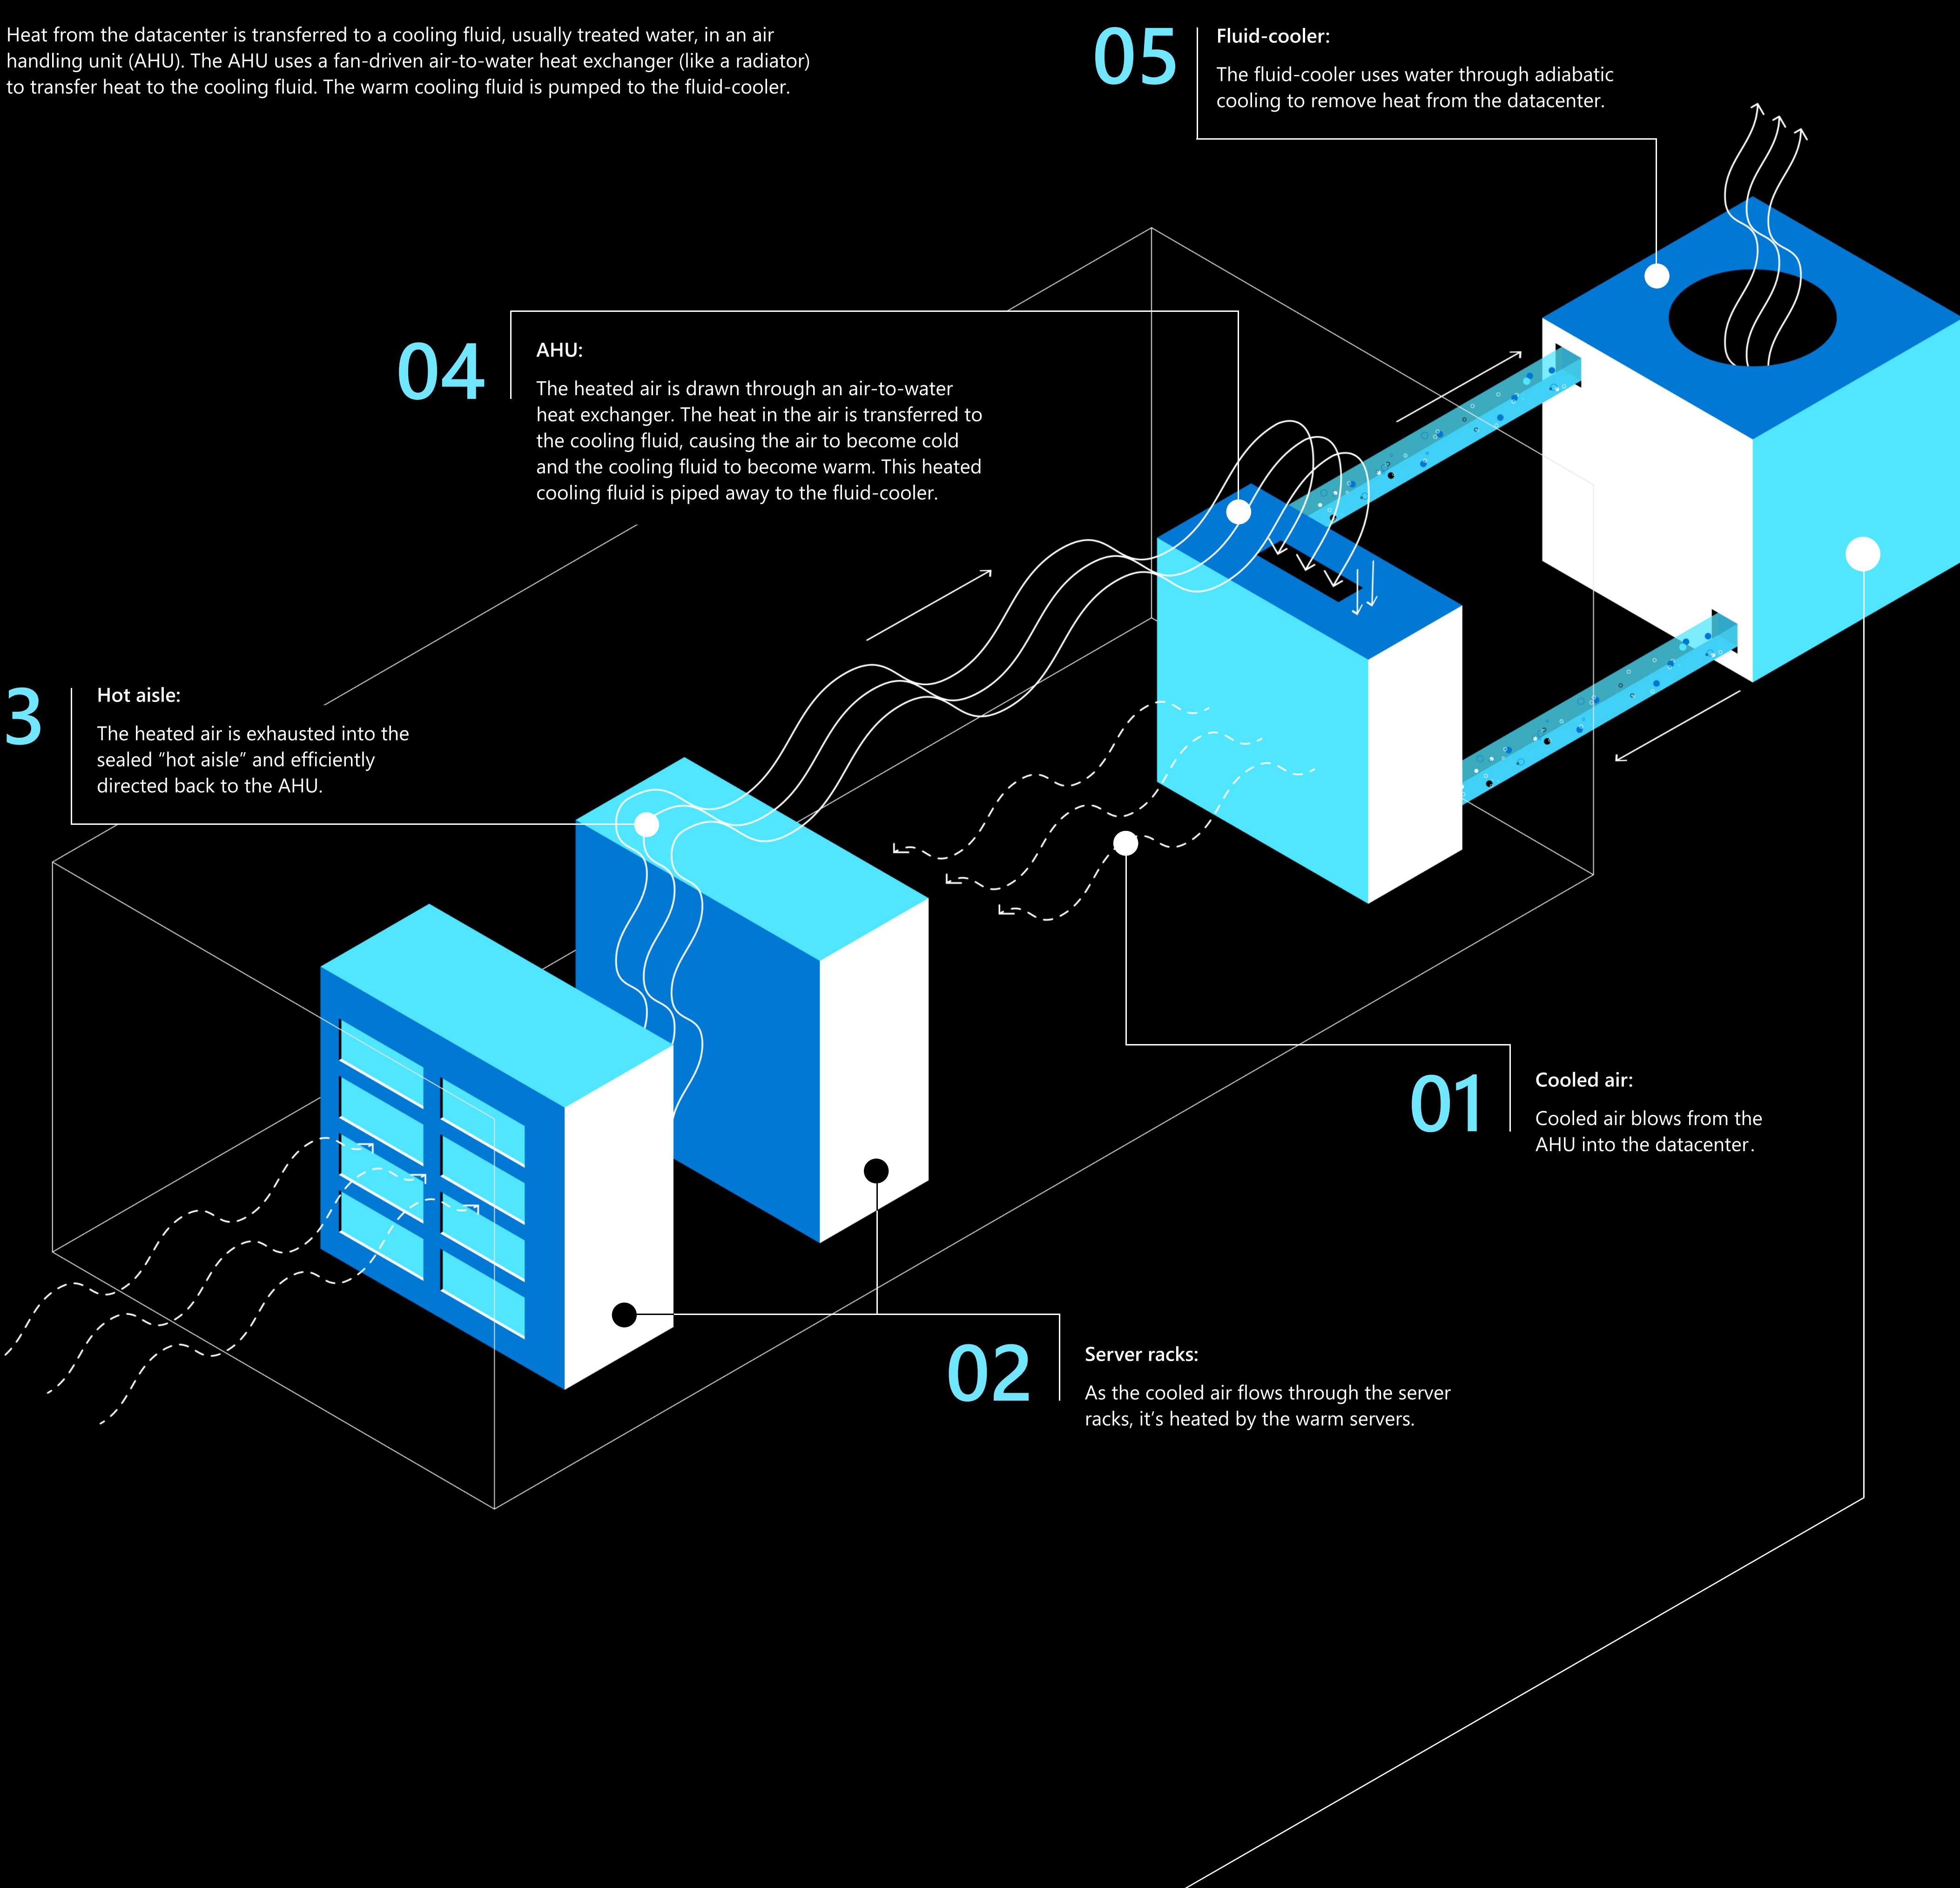 Heat from the datacenter is transferred to a cooling fluid, usually treated water, in an air
handling unit (AHU). The AHU uses a fan-driven air-to-water heat exchanger (like a radiator)
to transfer heat to the cooling fluid. The warm cooling fluid is pumped to the fluid-cooler.
05
Fluid-cooler:
The fluid-cooler uses water through adiabatic
cooling to remove heat from the datacenter.
04
AHU:
The heated air is drawn through an air-to-water
heat exchanger. The heat in the air is transferred to
the cooling fluid, causing the air to become cold
and the cooling fluid to become warm. This heated
cooling fluid is piped away to the fluid-cooler.
3
Hot aisle:
The heated air is exhausted into the
sealed “hot aisle” and efficiently
directed back to the AHU.
01
Cooled air:
Cooled air blows from the
AHU into the datacenter.
02
Server racks:
As the cooled air flows through the server
racks, it’s heated by the warm servers.